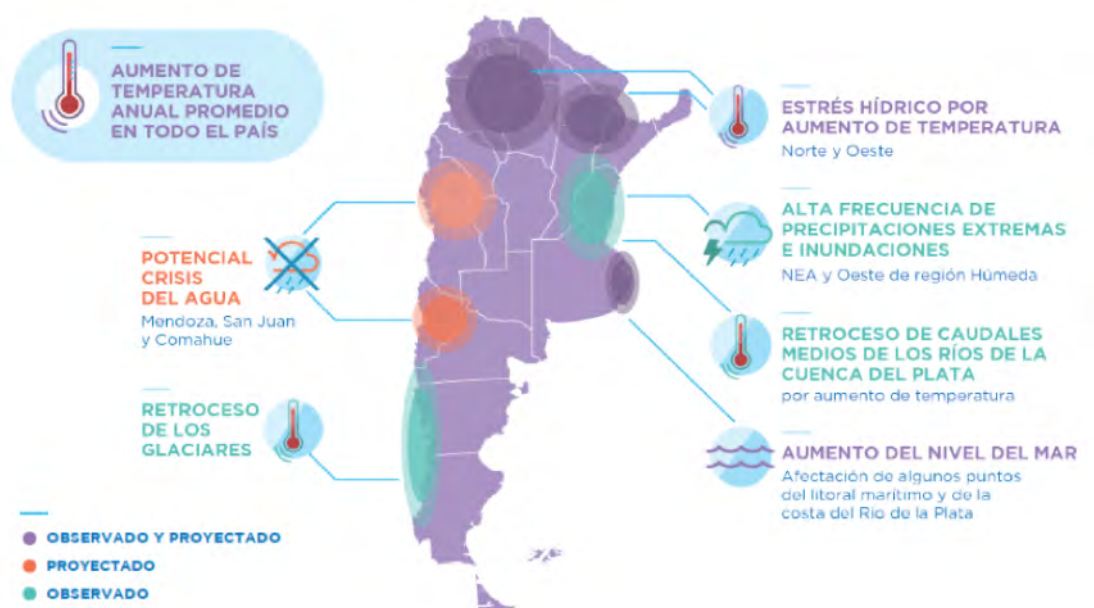 AUMENTO DE
TEMPERATURA
ANUAL PROMEDIO
EN TODO EL PAÍS
POTENCIAL
CRISIS
DEL AGUA
Mendoza, San Juan
y Comahue
RETROCESO
DE LOS
GLACIARES
OBSERVADO Y PROYECTADO
PROYECTADO
OBSERVADO
ESTRÉS HÍDRICO POR
AUMENTO DE TEMPERATURA
Norte y Oeste
ALTA FRECUENCIA DE
PRECIPITACIONES EXTREMAS
E INUNDACIONES
NEA y Oeste de región Húmeda
RETROCESO DE CAUDALES
MEDIOS DE LOS RÍOS DE LA
CUENCA DEL PLATA
por aumento de temperatura
AUMENTO DEL NIVEL DEL MAR
Afectación de algunos puntos
del litoral marítimo y de la
costa del Río de la Plata